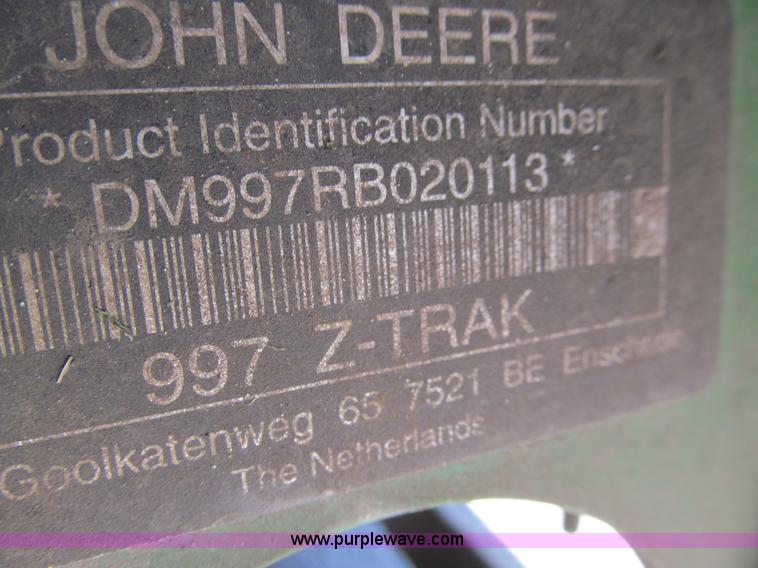 JOHN DEERE
Product Identification Number
* DM997RB020113 *
997 Z-TRAK
Goolkatenweg 65 7521 BE Enschede
The Netherlands
www.purplewave.com